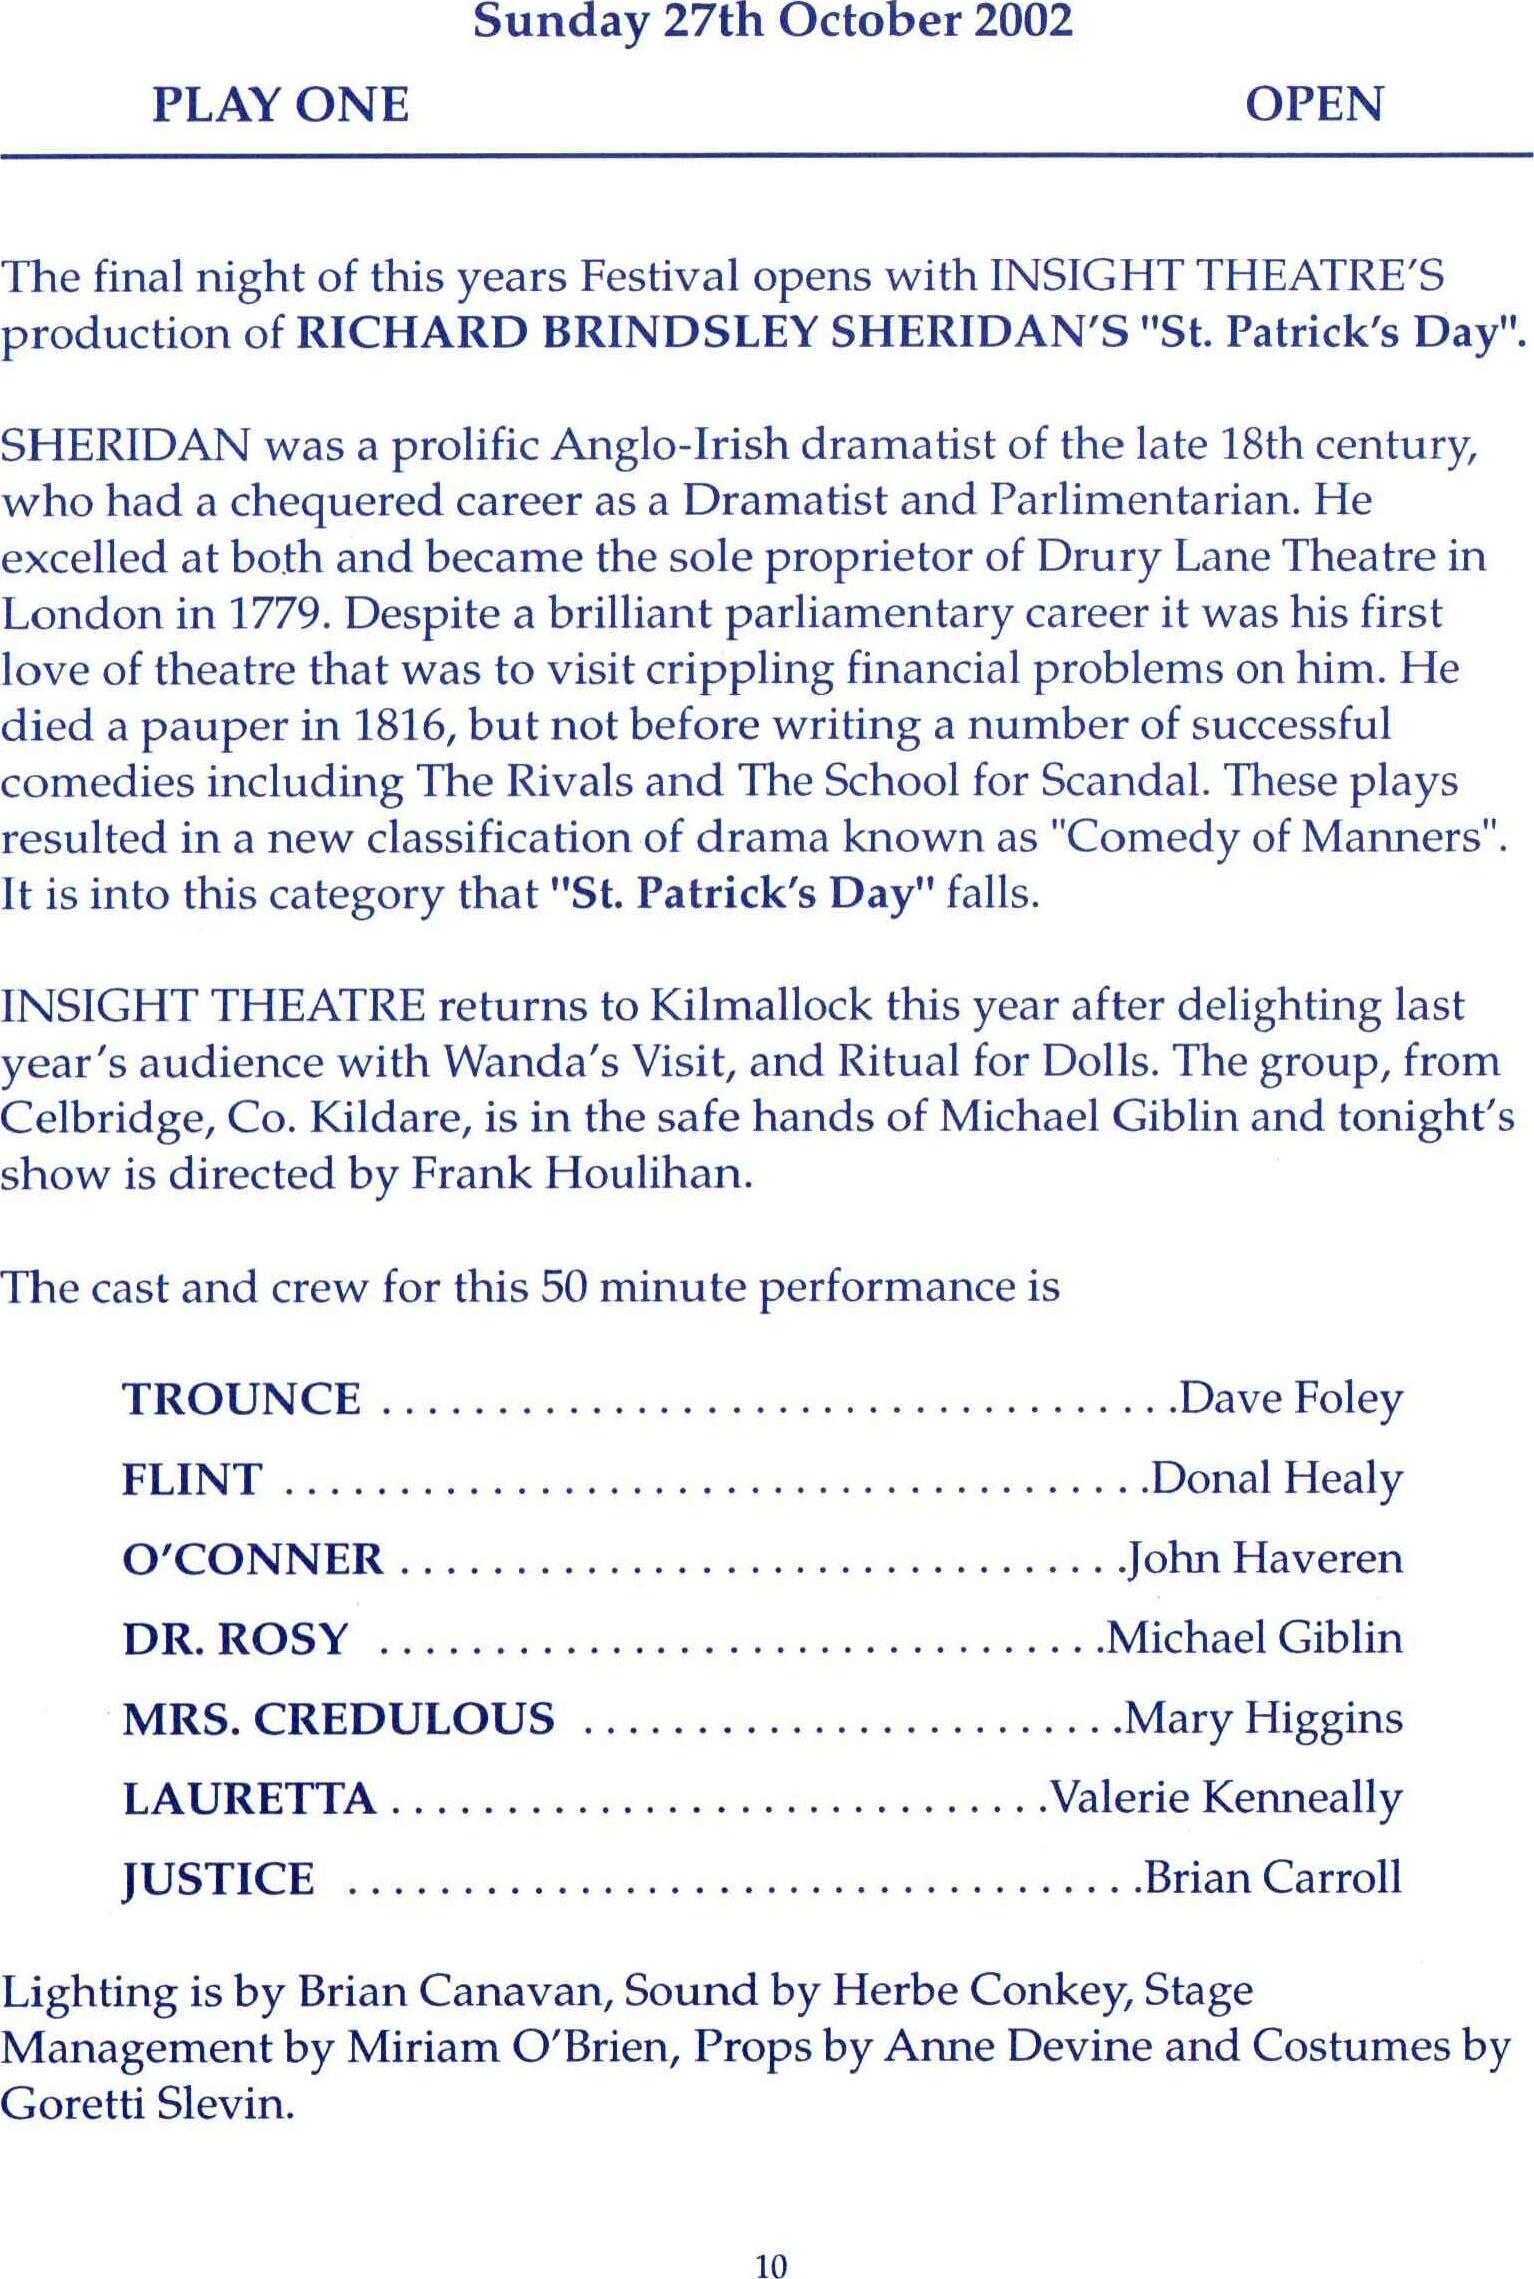 Sunday 27th October 2002
PLAY ONE OPEN
The final night of this years Festival opens with INSIGHT THEATRE'S
production of RICHARD BRINDSLEY SHERIDAN'S "St. Patrick's Day".
SHERIDAN was a prolific Anglo-Irish dramatist of the late 18th century,
who had a chequered career as a Dramatist and Parlimentarian. He
excelled at both and became the sole proprietor of Drury Lane Theatre in
London in 1779. Despite a brilliant parliamentary career it was his first
love of theatre that was to visit crippling financial problems on him. He
died a pauper in 1816, but not before writing a number of successful
comedies including The Rivals and The School for Scandal. These plays
resulted in a new classification of drama known as "Comedy of Manners".
It is into this category that "St. Patrick's Day" falls.
INSIGHT THEATRE returns to Kilmallock this year after delighting last
year's audience with Wanda's Visit, and Ritual for Dolls. The group, from
Celbridge, Co. Kildare, is in the safe hands of Michael Giblin and tonight's
show is directed by Frank Houlihan.
The cast and crew for this 50 minute performance is
TROUNCE ...................................Dave Foley
FLINT ......................................Donal Healy
O'CONNER ................................John Haveren
DR. ROSY ................................Michael Giblin
MRS. CREDULOUS ........................Mary Higgins
LAURETTA .............................Valerie Kenneally
JUSTICE ...................................Brian Carroll
Lighting is by Brian Canavan, Sound by Herbe Conkey, Stage
Management by Miriam O'Brien, Props by Anne Devine and Costumes by
Goretti Slevin.
10